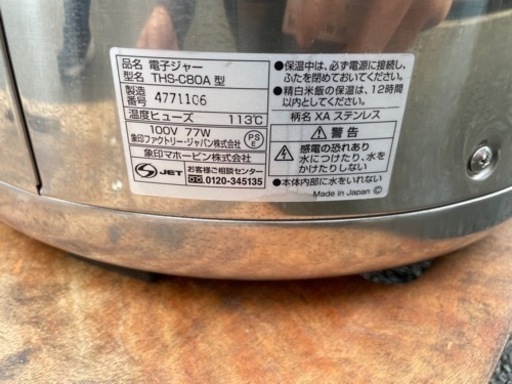 品名 電子ジャー
型名 THS-C80A 型
製造番号 4771106
温度ヒューズ 113℃
100V 77W
象印ファクトリー・ジャパン株式会社
PSE
象印マホービン株式会社
S JET
お客様ご相談センター
0120-345135
●保温中は、必ず電源に接続し、
ふたを閉めておいてください。
●精白米飯の保温は、12時間
以内としてください。
柄名 XA ステンレス
⚠警告
感電の恐れあり
水につけたり、水を
かけたりしない
●本体内部に水をいれない
Made in Japan Ⓒ